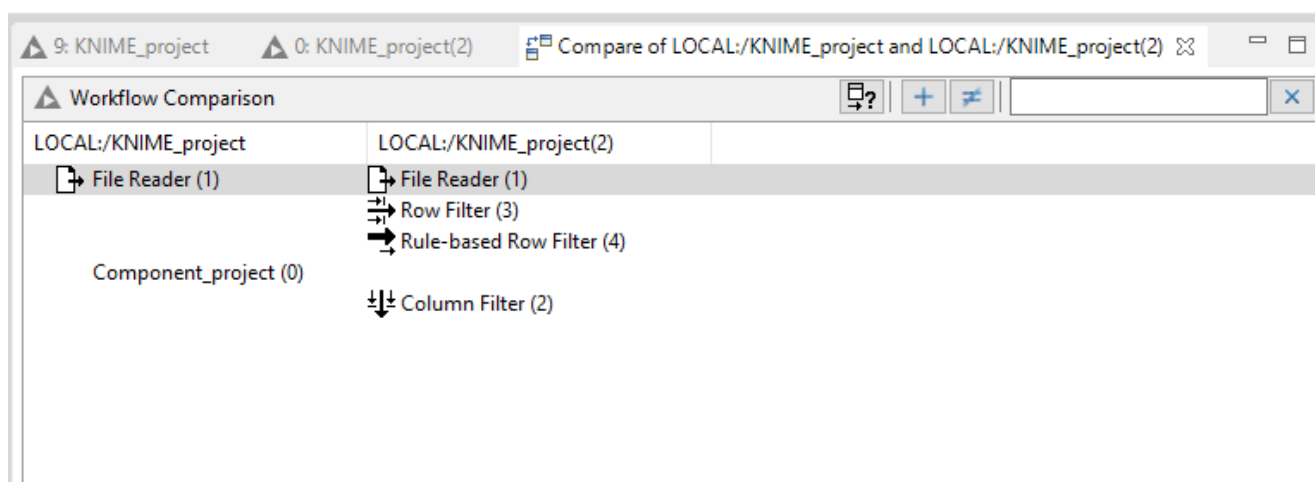 9: KNIME_project 0: KNIME_project(2) Compare of LOCAL:/KNIME_project and LOCAL:/KNIME_project(2)
Workflow Comparison
LOCAL:/KNIME_project LOCAL:/KNIME_project(2)
File Reader (1) File Reader (1)
Row Filter (3)
Rule-based Row Filter (4)
Component_project (0)
Column Filter (2)